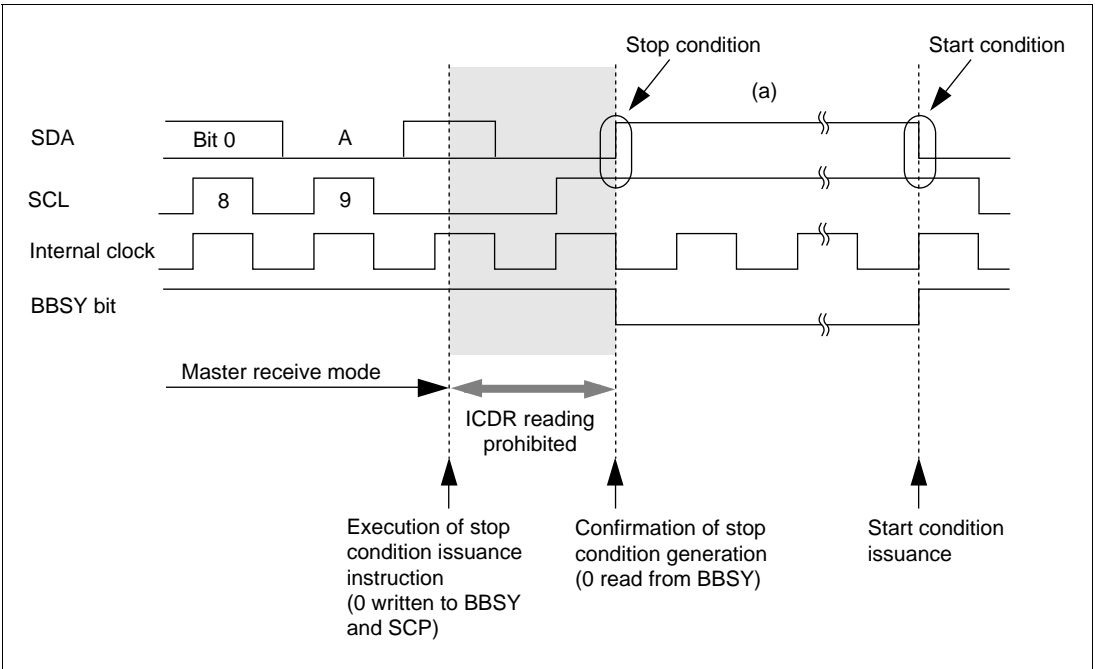 Stop condition
Start condition
(a)
SDA
Bit 0
A
SCL
8
9
Internal clock
BBSY bit
Master receive mode
ICDR reading
prohibited
Execution of stop
condition issuance
instruction
(0 written to BBSY
and SCP)
Confirmation of stop
condition generation
(0 read from BBSY)
Start condition
issuance